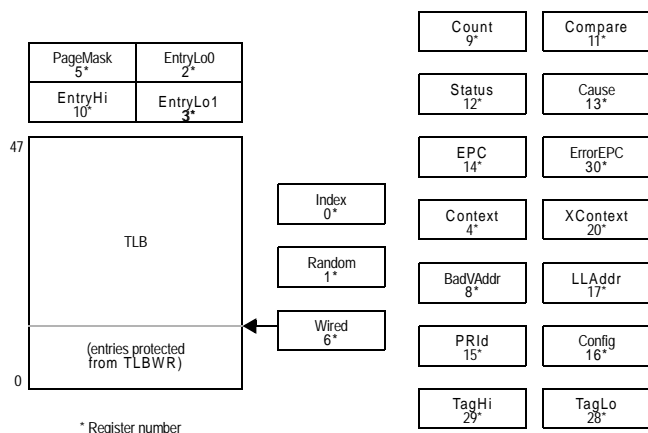 PageMask
5*
EntryLo0
2*
EntryHi
10*
EntryLo1
3*
47
TLB
(entries protected
from TLBWR)
0
* Register number
Index
0*
Random
1*
Wired
6*
Count
9*
Compare
11*
Status
12*
Cause
13*
EPC
14*
ErrorEPC
30*
Context
4*
XContext
20*
BadVAddr
8*
LLAddr
17*
PRId
15*
Config
16*
TagHi
29*
TagLo
28*